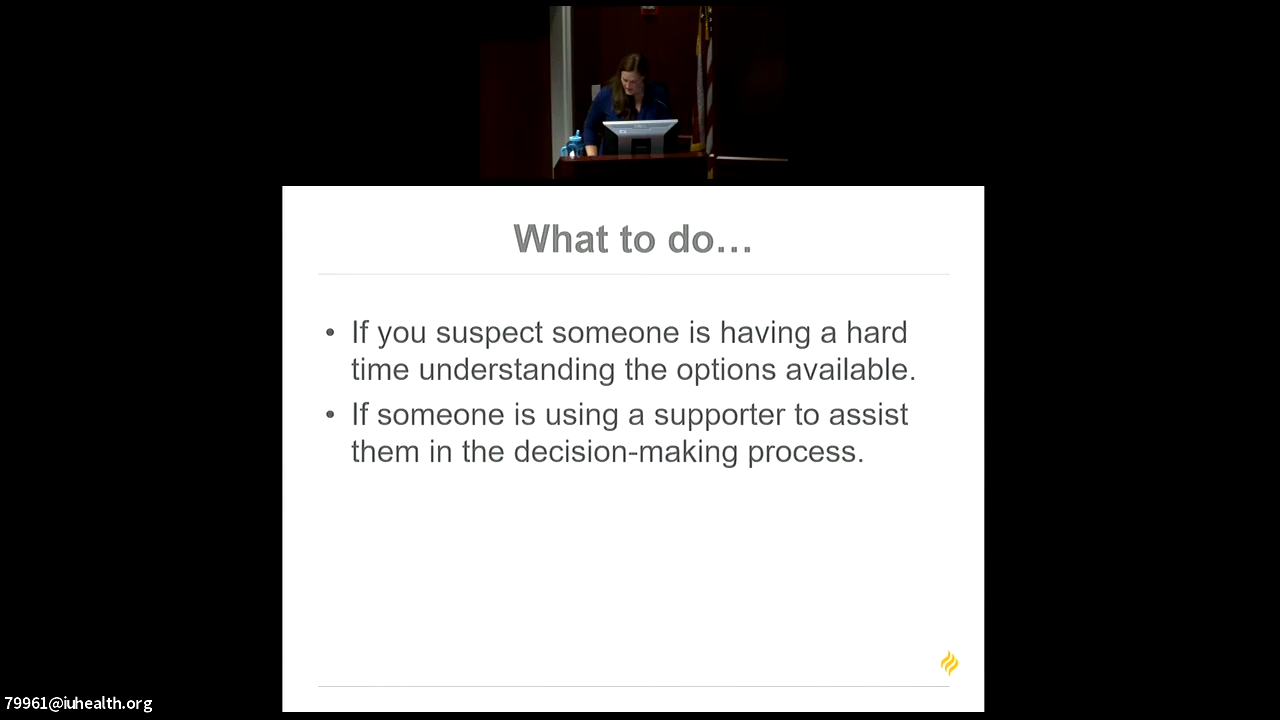 What to do…
• If you suspect someone is having a hard
time understanding the options available.
• If someone is using a supporter to assist
them in the decision-making process.
79961@iuhealth.org